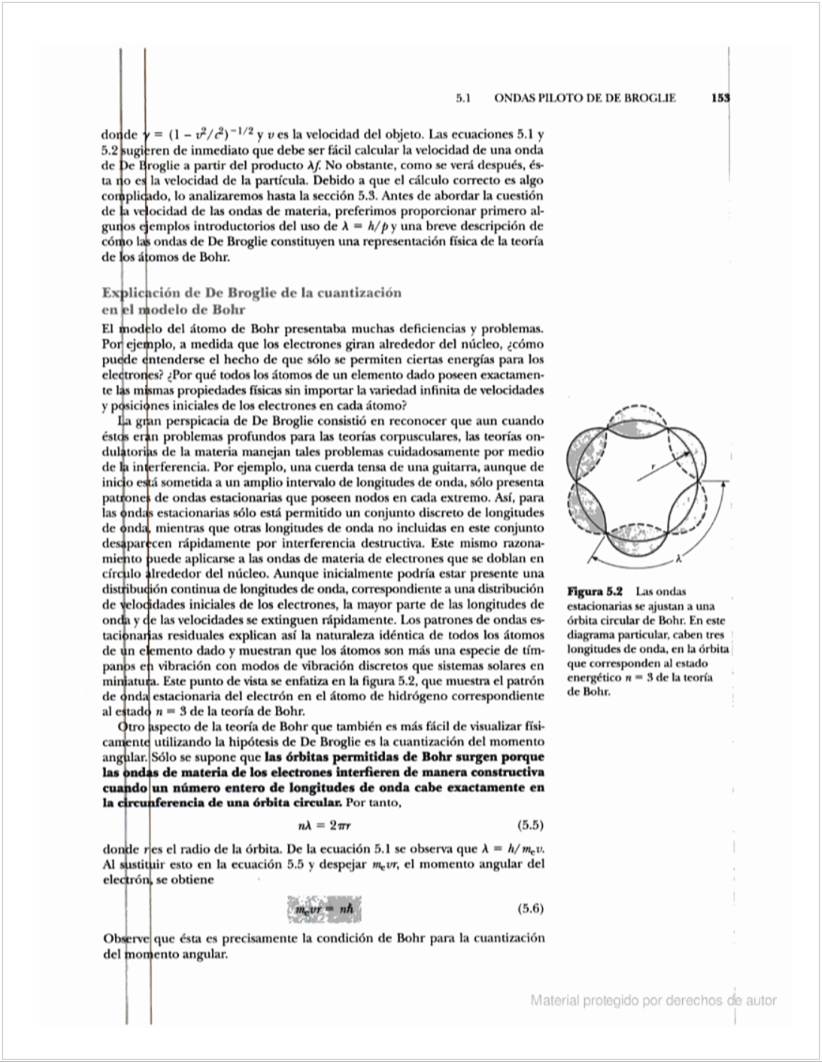 5.1 ONDAS PILOTO DE DE BROGLIE 153
donde γ = (1 − v²/c²)⁻¹/² y v es la velocidad del objeto. Las ecuaciones 5.1 y
5.2 sugieren de inmediato que debe ser fácil calcular la velocidad de una onda
de De Broglie a partir del producto λf. No obstante, como se verá después, és-
ta no es la velocidad de la partícula. Debido a que el cálculo correcto es algo
complicado, lo analizaremos hasta la sección 5.3. Antes de abordar la cuestión
de la velocidad de las ondas de materia, preferimos proporcionar primero al-
gunos ejemplos introductorios del uso de λ = h/p y una breve descripción de
cómo las ondas de De Broglie constituyen una representación física de la teoría
de los átomos de Bohr.
Explicación de De Broglie de la cuantización
en el modelo de Bohr
El modelo del átomo de Bohr presentaba muchas deficiencias y problemas.
Por ejemplo, a medida que los electrones giran alrededor del núcleo, ¿cómo
puede entenderse el hecho de que sólo se permiten ciertas energías para los
electrones? ¿Por qué todos los átomos de un elemento dado poseen exactamen-
te las mismas propiedades físicas sin importar la variedad infinita de velocidades
y posiciones iniciales de los electrones en cada átomo?
La gran perspicacia de De Broglie consistió en reconocer que aun cuando
éstos eran problemas profundos para las teorías corpusculares, las teorías on-
dulatorias de la materia manejan tales problemas cuidadosamente por medio
de la interferencia. Por ejemplo, una cuerda tensa de una guitarra, aunque de
inicio está sometida a un amplio intervalo de longitudes de onda, sólo presenta
patrones de ondas estacionarias que poseen nodos en cada extremo. Así, para
las ondas estacionarias sólo está permitido un conjunto discreto de longitudes
de onda, mientras que otras longitudes de onda no incluidas en este conjunto
desaparecen rápidamente por interferencia destructiva. Este mismo razona-
miento puede aplicarse a las ondas de materia de electrones que se doblan en
círculo alrededor del núcleo. Aunque inicialmente podría estar presente una
distribución continua de longitudes de onda, correspondiente a una distribución
de velocidades iniciales de los electrones, la mayor parte de las longitudes de
onda y de las velocidades se extinguen rápidamente. Los patrones de ondas es-
tacionarias residuales explican así la naturaleza idéntica de todos los átomos
de un elemento dado y muestran que los átomos son más una especie de tím-
panos en vibración con modos de vibración discretos que sistemas solares en
miniatura. Este punto de vista se enfatiza en la figura 5.2, que muestra el patrón
de onda estacionaria del electrón en el átomo de hidrógeno correspondiente
al estado n = 3 de la teoría de Bohr.
Otro aspecto de la teoría de Bohr que también es más fácil de visualizar físi-
camente utilizando la hipótesis de De Broglie es la cuantización del momento
angular. Sólo se supone que las órbitas permitidas de Bohr surgen porque
las ondas de materia de los electrones interfieren de manera constructiva
cuando un número entero de longitudes de onda cabe exactamente en
la circunferencia de una órbita circular. Por tanto,
nλ = 2πr (5.5)
donde r es el radio de la órbita. De la ecuación 5.1 se observa que λ = h/mₑv.
Al sustituir esto en la ecuación 5.5 y despejar mₑvr, el momento angular del
electrón, se obtiene
mₑvr = nħ (5.6)
Observe que ésta es precisamente la condición de Bohr para la cuantización
del momento angular.
r
λ
Figura 5.2 Las ondas
estacionarias se ajustan a una
órbita circular de Bohr. En este
diagrama particular, caben tres
longitudes de onda, en la órbita
que corresponden al estado
energético n = 3 de la teoría
de Bohr.
Material protegido por derechos de autor